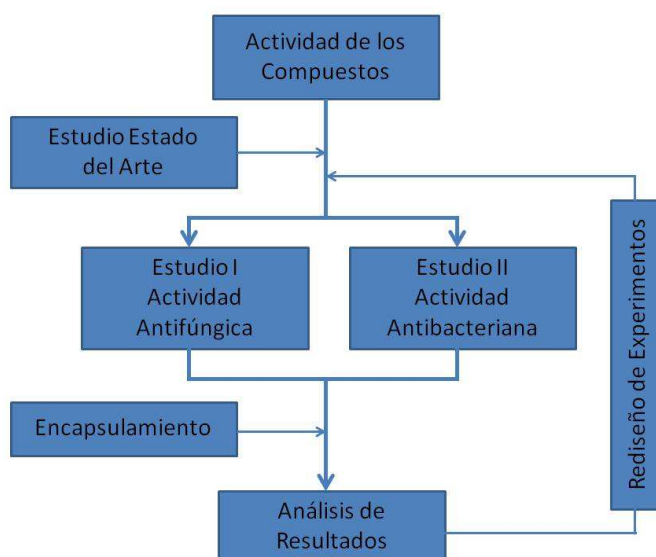 Actividad de los
Compuestos
Estudio Estado
del Arte
Estudio I
Actividad
Antifúngica
Estudio II
Actividad
Antibacteriana
Rediseño de Experimentos
Encapsulamiento
Análisis de
Resultados